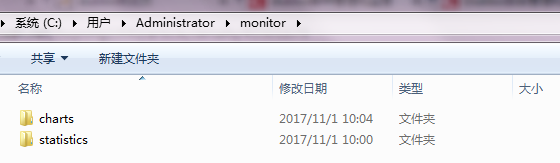 系统 (C:) ▸ 用户 ▸ Administrator ▸ monitor ▸
共享 ▼ 新建文件夹
名称 修改日期 类型 大小
charts 2017/11/1 10:04 文件夹
statistics 2017/11/1 10:00 文件夹